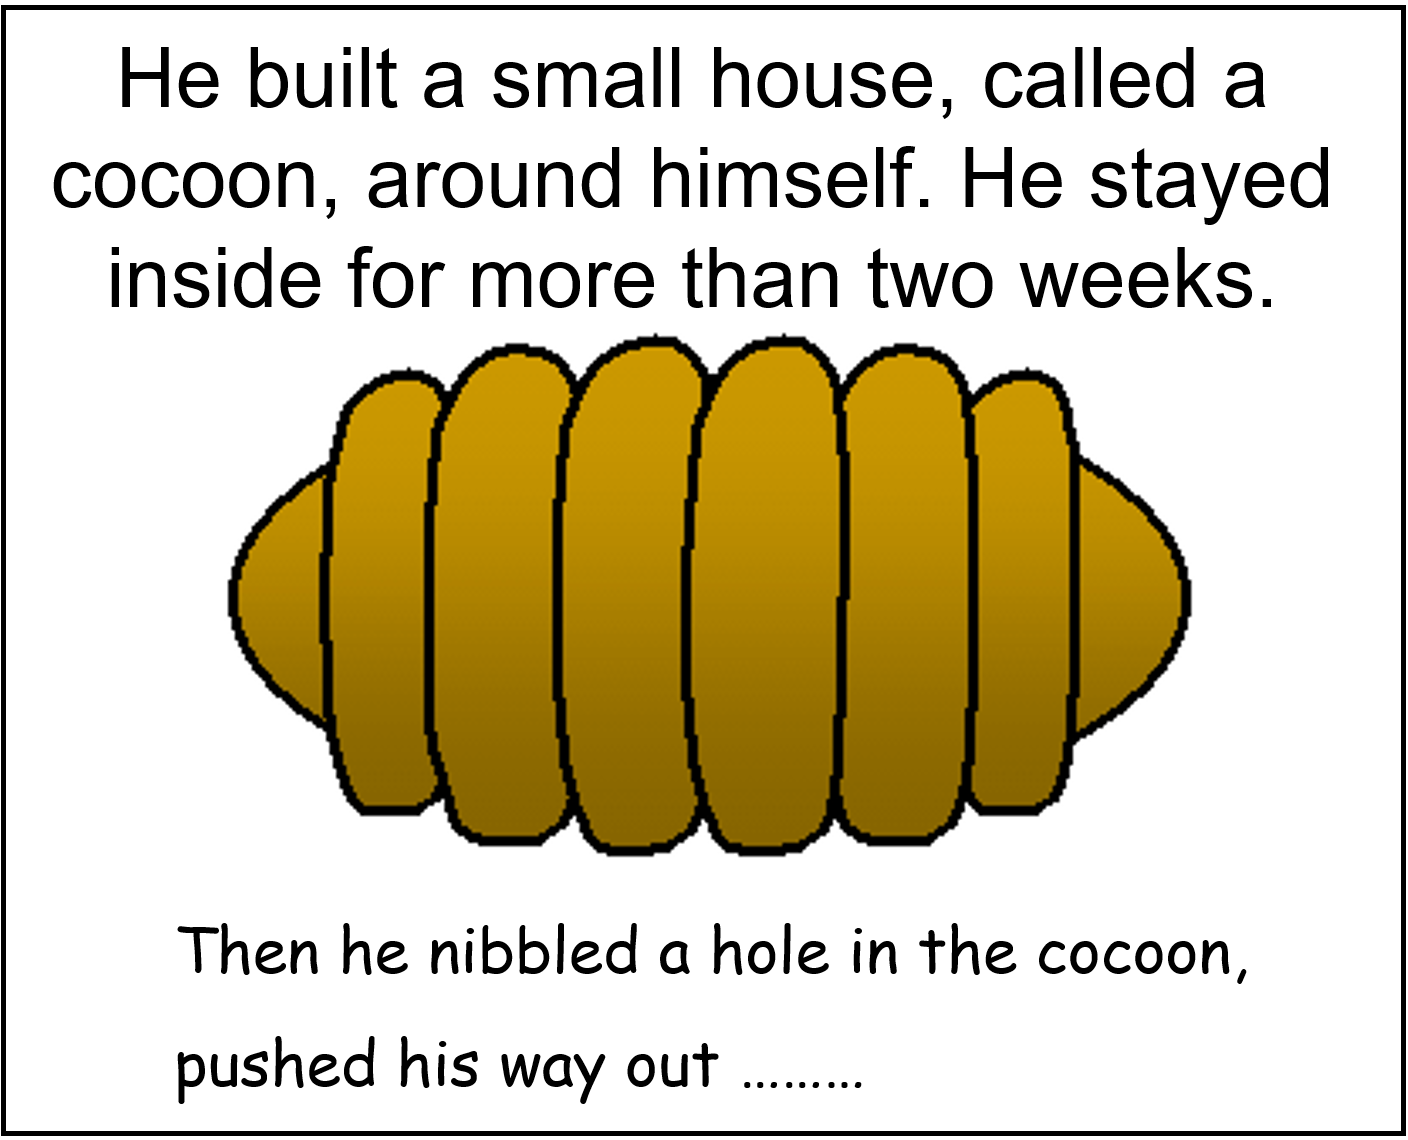 He built a small house, called a
cocoon, around himself. He stayed
inside for more than two weeks.
Then he nibbled a hole in the cocoon,
pushed his way out .........